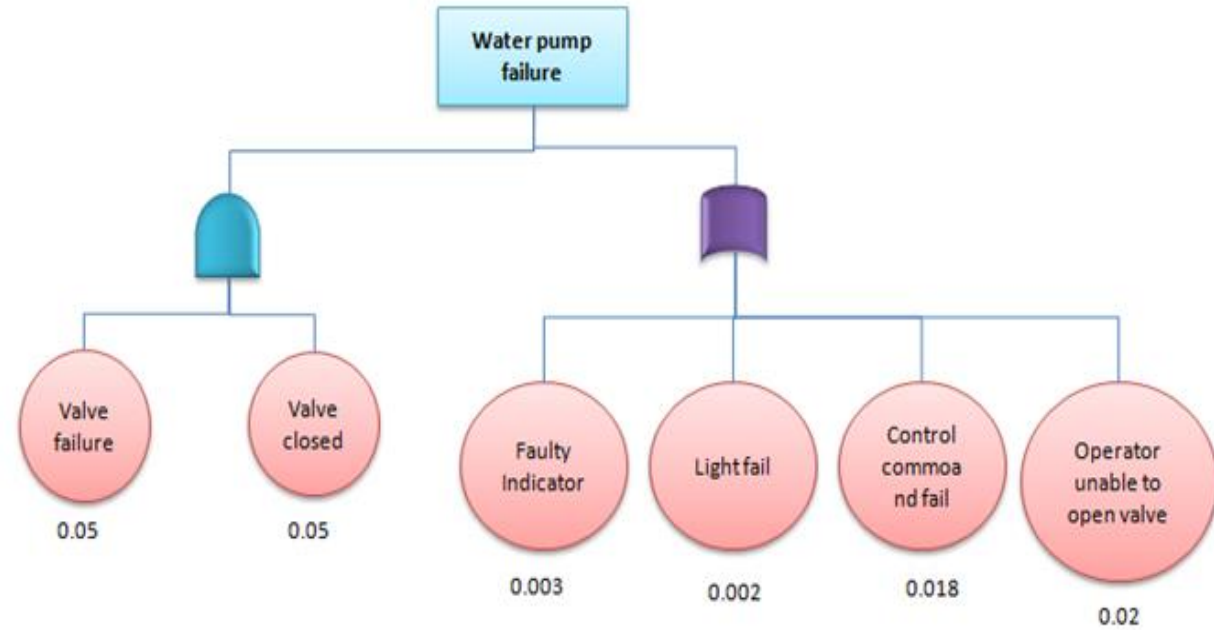 Water pump
failure
Valve
failure
Valve
closed
Faulty
Indicator
Light fail
Control
commoa
nd fail
Operator
unable to
open valve
0.05
0.05
0.003
0.002
0.018
0.02